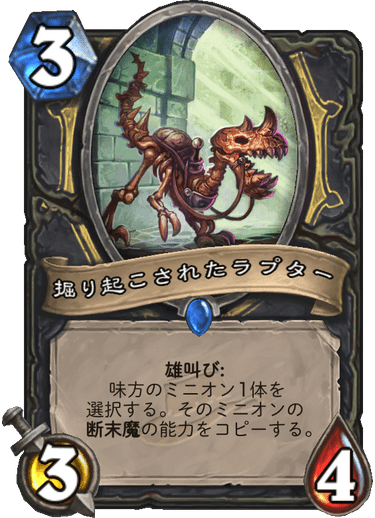 3
掘り起こされたラプター
雄叫び:
味方のミニオン1体を
選択する。そのミニオンの
断末魔の能力をコピーする。
3
4